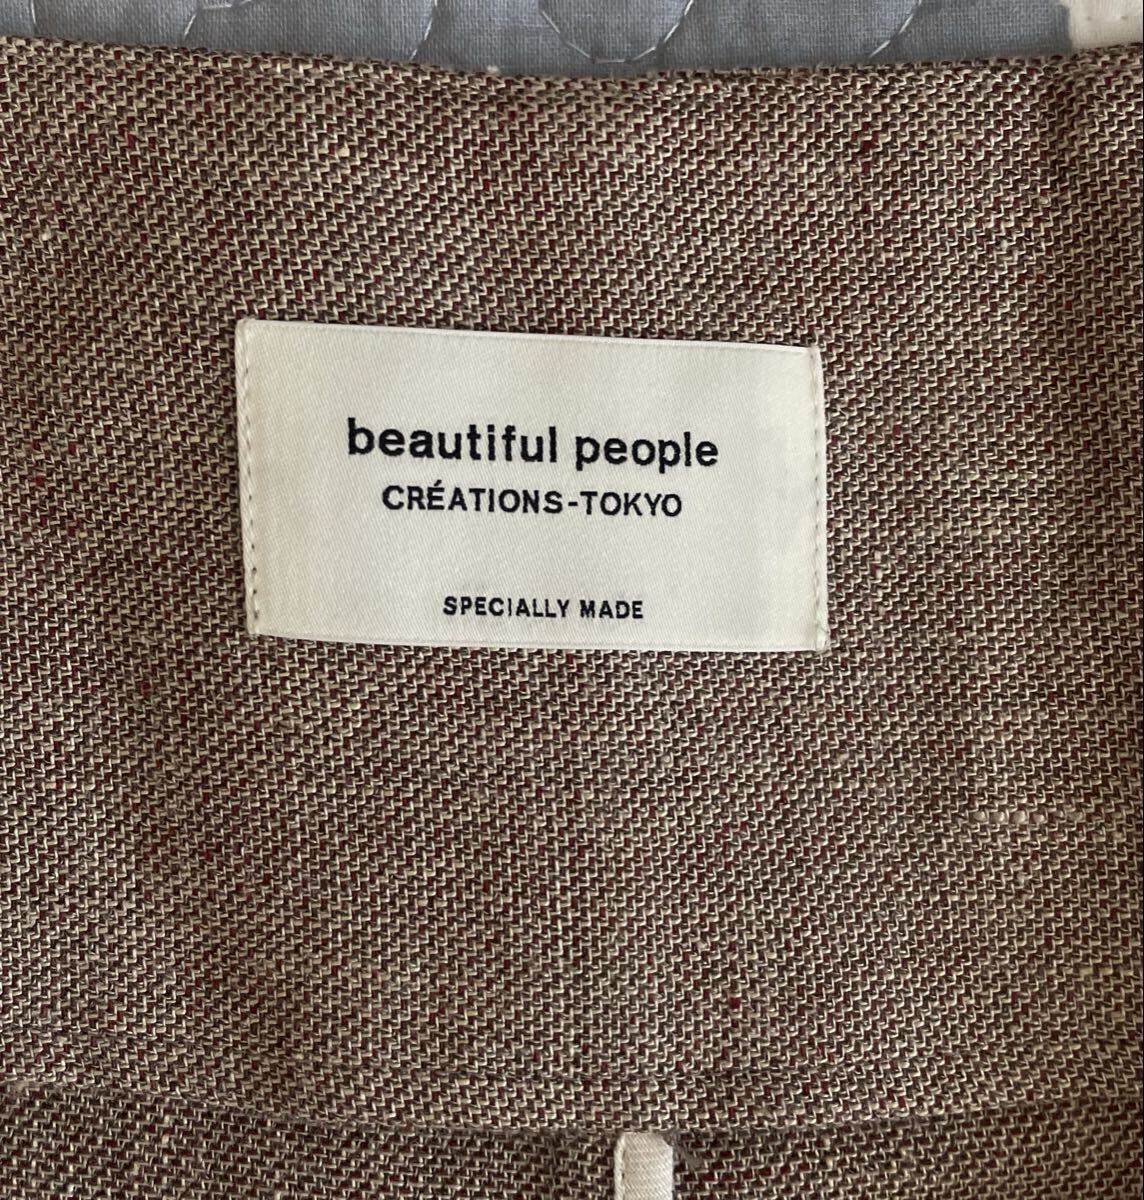 beautiful people
CRÉATIONS-TOKYO
SPECIALLY MADE